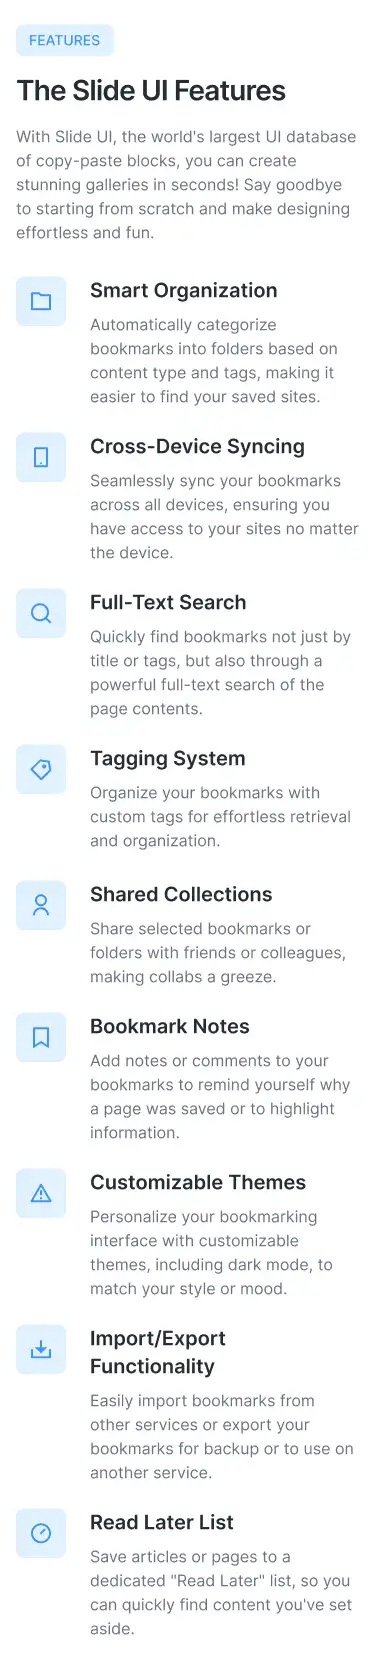 FEATURES
The Slide UI Features
With Slide UI, the world's largest UI database
of copy-paste blocks, you can create
stunning galleries in seconds! Say goodbye
to starting from scratch and make designing
effortless and fun.
Smart Organization
Automatically categorize
bookmarks into folders based on
content type and tags, making it
easier to find your saved sites.
Cross-Device Syncing
Seamlessly sync your bookmarks
across all devices, ensuring you
have access to your sites no matter
the device.
Full-Text Search
Quickly find bookmarks not just by
title or tags, but also through a
powerful full-text search of the
page contents.
Tagging System
Organize your bookmarks with
custom tags for effortless retrieval
and organization.
Shared Collections
Share selected bookmarks or
folders with friends or colleagues,
making collabs a greeze.
Bookmark Notes
Add notes or comments to your
bookmarks to remind yourself why
a page was saved or to highlight
information.
Customizable Themes
Personalize your bookmarking
interface with customizable
themes, including dark mode, to
match your style or mood.
Import/Export
Functionality
Easily import bookmarks from
other services or export your
bookmarks for backup or to use on
another service.
Read Later List
Save articles or pages to a
dedicated "Read Later" list, so you
can quickly find content you've set
aside.